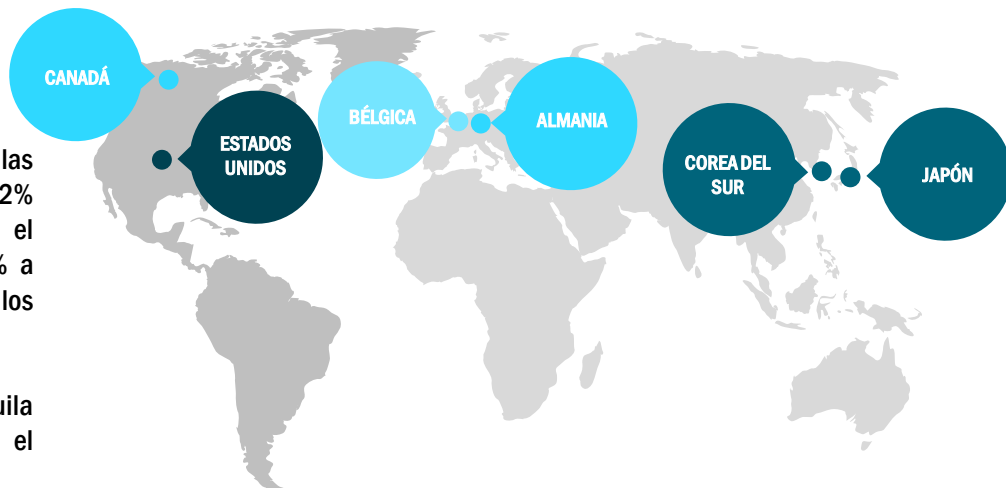 CANADÁ
BÉLGICA
ALMANIA
ESTADOS
UNIDOS
COREA DEL
SUR
JAPÓN
las
2%
el
% a
los
uila
el